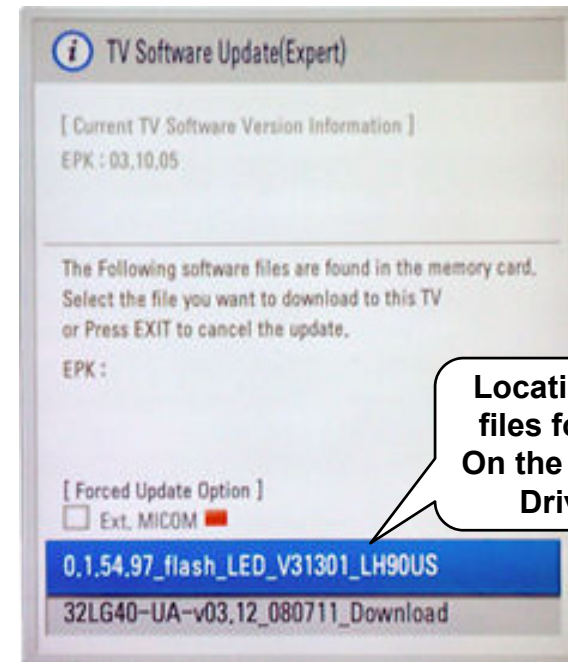 TV Software Update(Expert)
[ Current TV Software Version Information ]
EPK : 03,10,05
The Following software files are found in the memory card.
Select the file you want to download to this TV
or Press EXIT to cancel the update.
EPK :
files
On the
[ Forced Update Option ]
Ext. MICOM
0.1.54.97_flash_LED_V31301_LH90US
32LG40-UA-v03.12_080711_Download